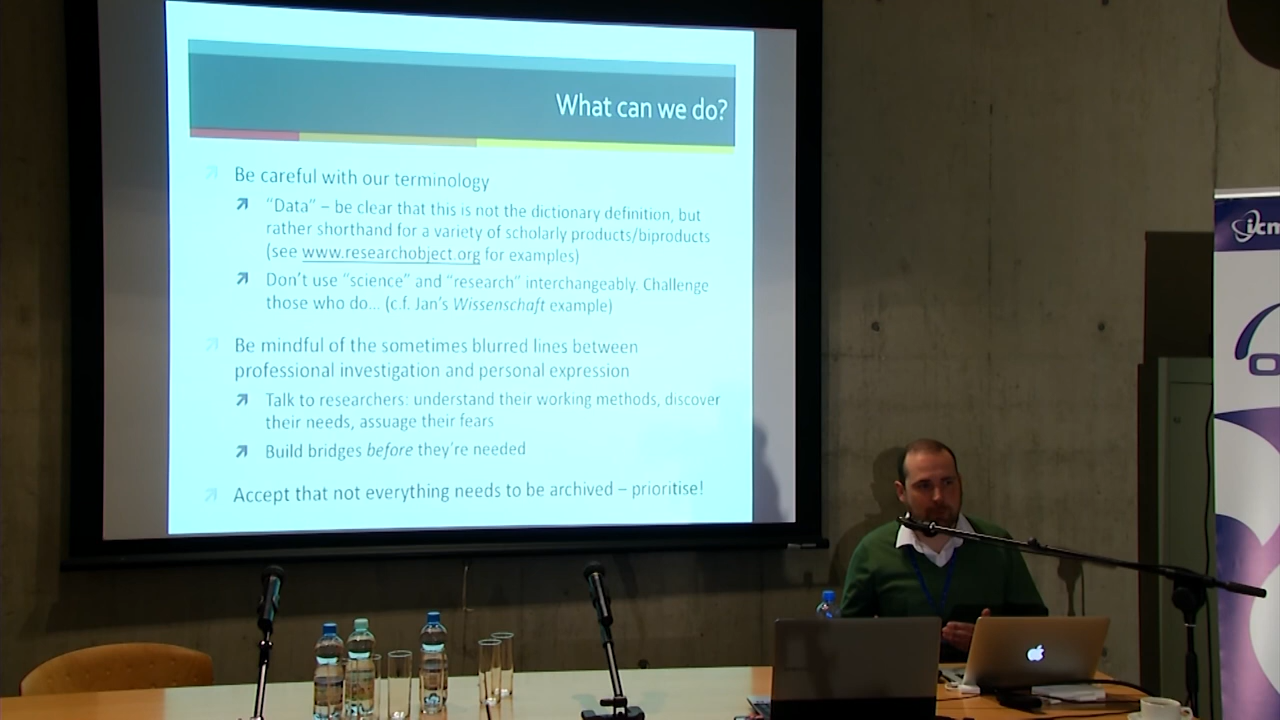 What can we do?
Be careful with our terminology
"Data" – be clear that this is not the dictionary definition, but
rather shorthand for a variety of scholarly products/biproducts
(see www.researchobject.org for examples)
Don't use "science" and "research" interchangeably. Challenge
those who do... (c.f. Jan's Wissenschaft example)
Be mindful of the sometimes blurred lines between
professional investigation and personal expression
Talk to researchers: understand their working methods, discover
their needs, assuage their fears
Build bridges before they're needed
Accept that not everything needs to be archived – prioritise!
icm